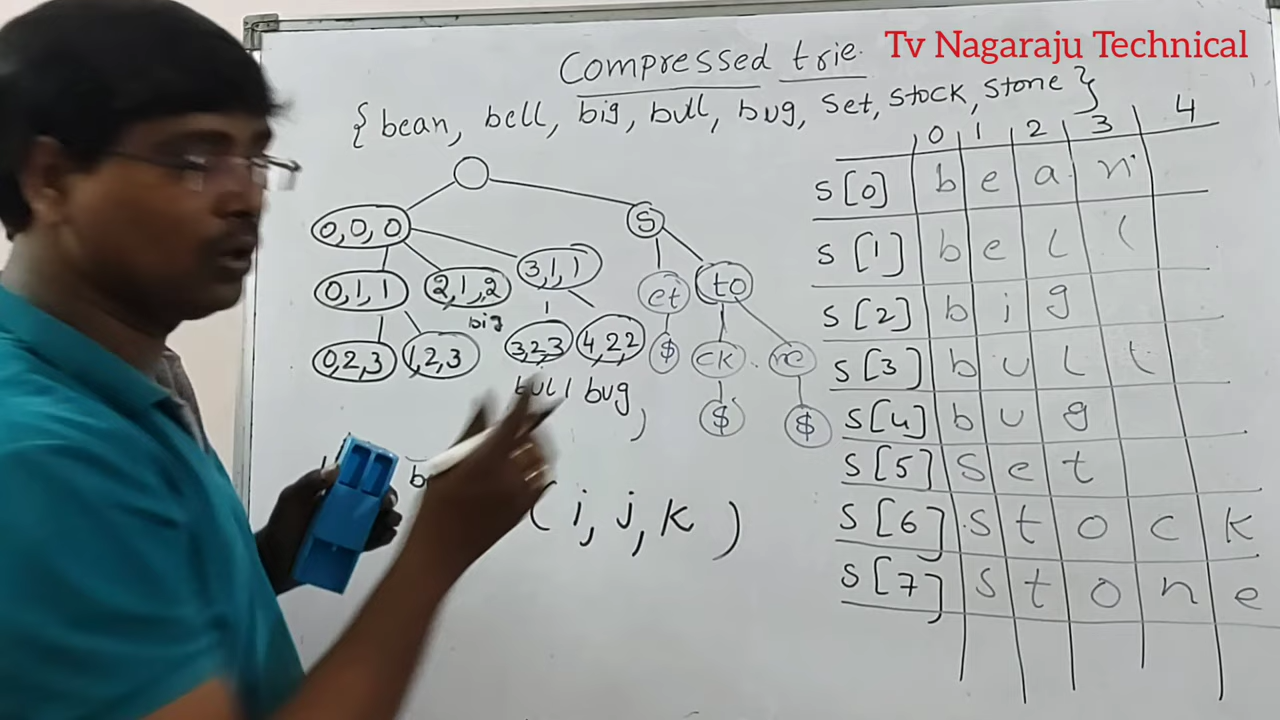 Tv Nagaraju Technical
Compressed trie.
{ bean, bell, big, bull, bug, set, stock, stone }
0 1 2 3 4
s[0] b e a n
s[1] b e l l
s[2] b i g
s[3] b u l l
s[4] b u g
s[5] s e t
s[6] s t o c k
s[7] s t o n e
0,0,0 s
0,1,1 2,1,2 3,1,1 et to
big
0,2,3 1,2,3 3,2,3 4,2,2 $ ck ne
bull bug,
$ $
b
(i, j, k)